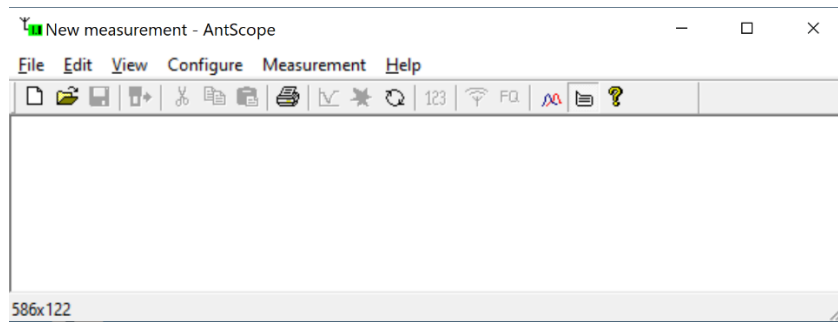 New measurement - AntScope
File Edit View Configure Measurement Help
123 FQ ?
586x122